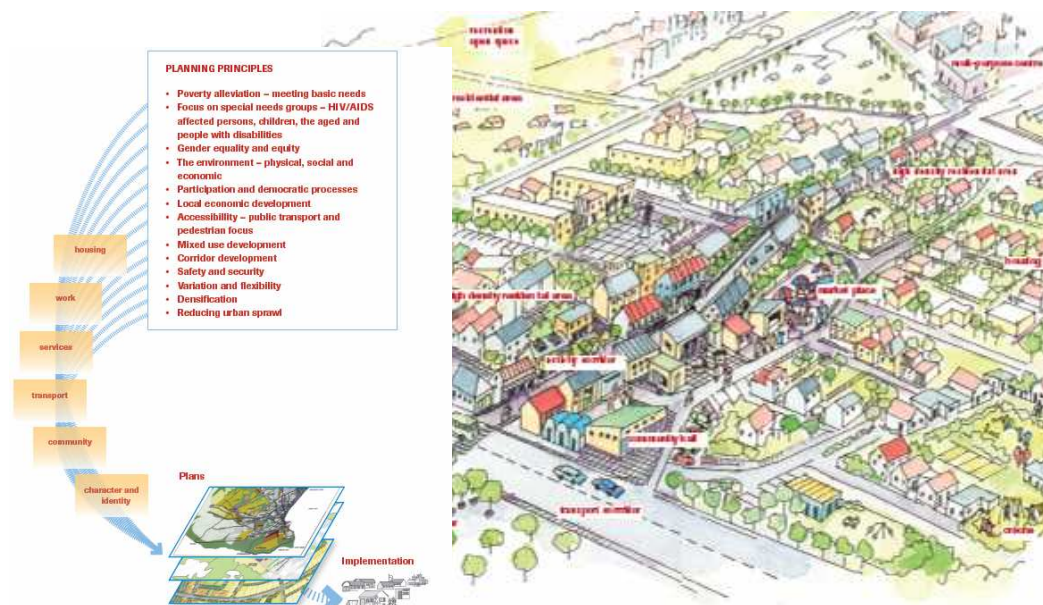 PLANNING PRINCIPLES
• Poverty alleviation – meeting basic needs
• Focus on special needs groups – HIV/AIDS
affected persons, children, the aged and
people with disabilities
• Gender equality and equity
• The environment – physical, social and
economic
• Participation and democratic processes
• Local economic development
• Accessibility – public transport and
pedestrian focus
• Mixed use development
• Corridor development
• Safety and security
• Variation and flexibility
• Densification
• Reducing urban sprawl
housing
work
services
transport
community
character and
identity
Plans
Implementation
recreation
open space
multi-purpose centre
residential areas
high density residential area
housing
market place
high density residential area
activity corridor
community hall
transport corridor
creche